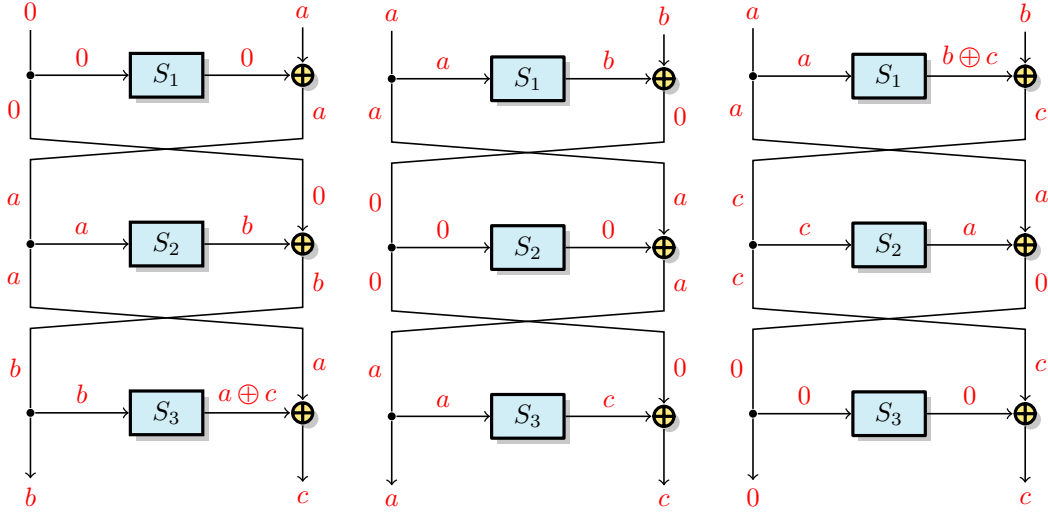 0 a
0 S₁ 0
0 a
a 0
a S₂ b
a b
b a
b S₃ a ⊕ c
b c
a b
a S₁ b
a 0
0 a
0 S₂ 0
0 a
a 0
a S₃ c
a c
a b
a S₁ b ⊕ c
a c
c a
c S₂ a
c 0
0 c
0 S₃ 0
0 c